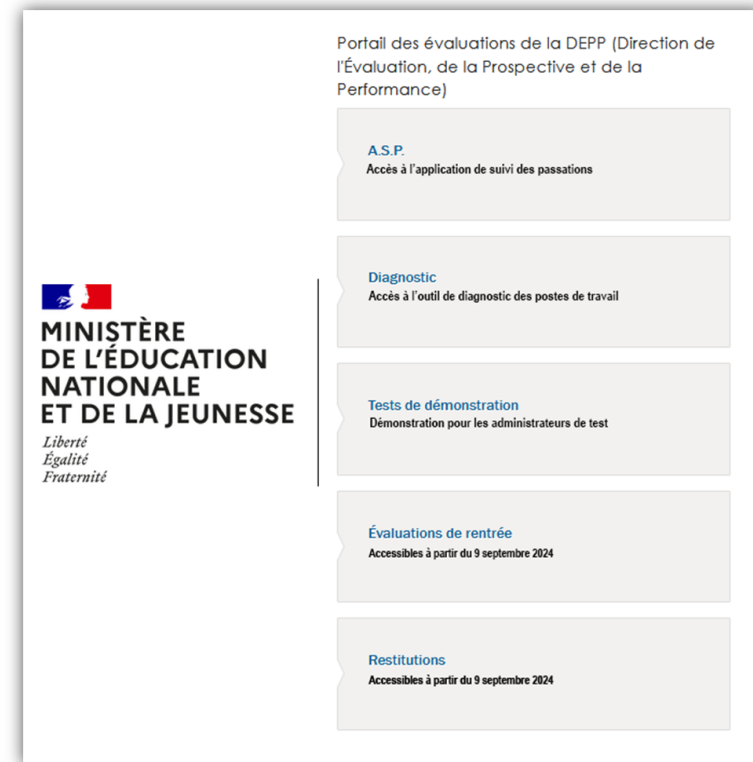 Portail des évaluations de la DEPP (Direction de
l'Évaluation, de la Prospective et de la
Performance)
A.S.P.
Accès à l'application de suivi des passations
Diagnostic
Accès à l'outil de diagnostic des postes de travail
MINISTÈRE
DE L'ÉDUCATION
NATIONALE
ET DE LA JEUNESSE
Liberté
Égalité
Fraternité
Tests de démonstration
Démonstration pour les administrateurs de test
Évaluations de rentrée
Accessibles à partir du 9 septembre 2024
Restitutions
Accessibles à partir du 9 septembre 2024